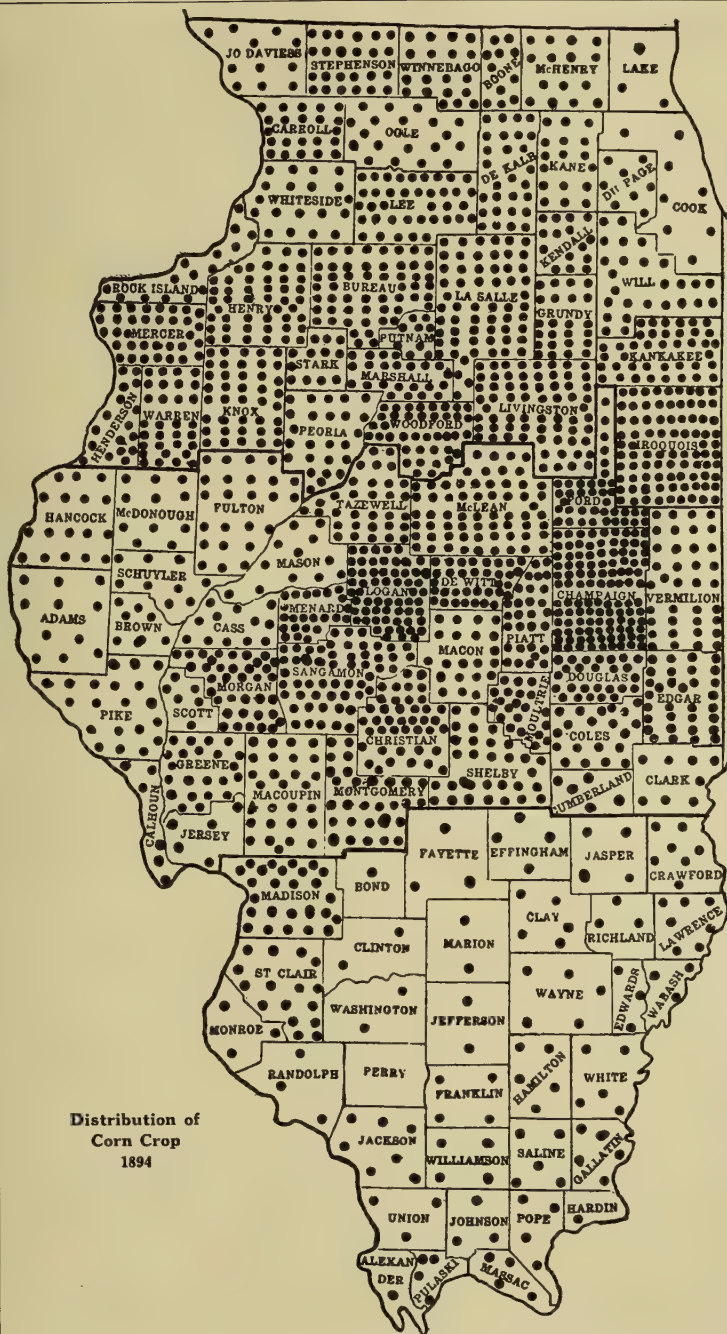 JO DAVIESS
STEPHENSON
WINNEBAGO
BOONE
McHENRY
LAKE
CARROLL
OGLE
DE KALB
KANE
DU PAGE
COOK
WHITESIDE
LEE
KENDALL
WILL
ROCK ISLAND
HENRY
BUREAU
LA SALLE
GRUNDY
MERCER
PUTNAM
KANKAKEE
STARK
MARSHALL
HENDERSON
WARREN
KNOX
PEORIA
WOODFORD
LIVINGSTON
IROQUOIS
HANCOCK
McDONOUGH
FULTON
TAZEWELL
McLEAN
FORD
SCHUYLER
MASON
LOGAN
DE WITT
CHAMPAIGN
VERMILION
ADAMS
BROWN
CASS
MENARD
MACON
PIATT
PIKE
SCOTT
MORGAN
SANGAMON
MOULTRIE
DOUGLAS
EDGAR
COLES
CALHOUN
GREENE
JERSEY
MACOUPIN
MONTGOMERY
CHRISTIAN
SHELBY
CUMBERLAND
CLARK
MADISON
BOND
FAYETTE
EFFINGHAM
JASPER
CRAWFORD
CLINTON
MARION
CLAY
RICHLAND
LAWRENCE
ST CLAIR
WASHINGTON
JEFFERSON
WAYNE
EDWARDS
WABASH
MONROE
RANDOLPH
PERRY
FRANKLIN
HAMILTON
WHITE
JACKSON
WILLIAMSON
SALINE
GALLATIN
UNION
JOHNSON
POPE
HARDIN
ALEXAN
DER
PULASKI
MASSAC
Distribution of
Corn Crop
1894